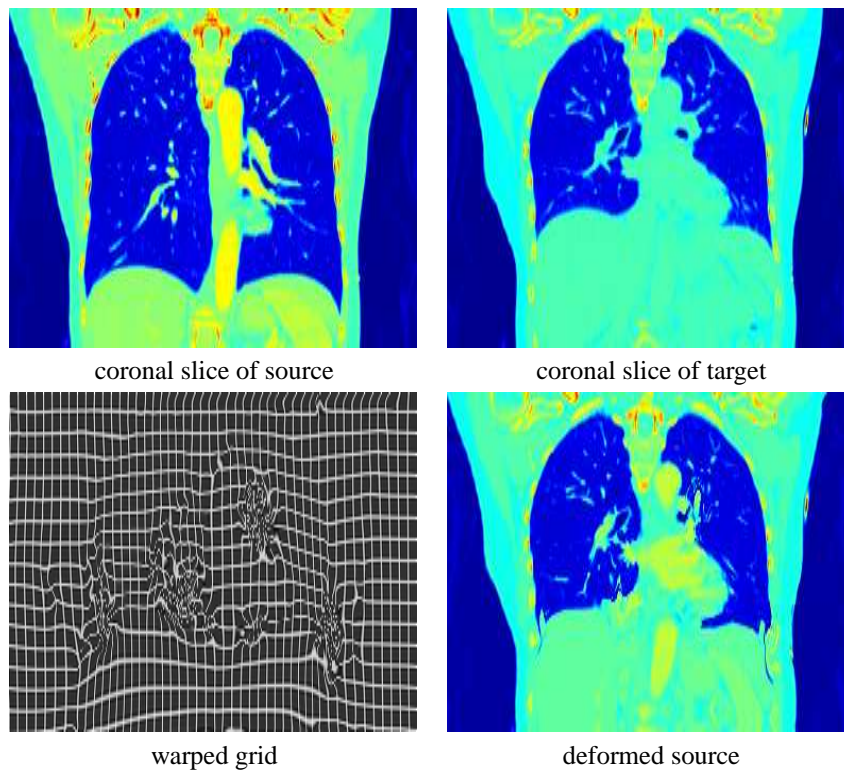 coronal slice of source
coronal slice of target
warped grid
deformed source